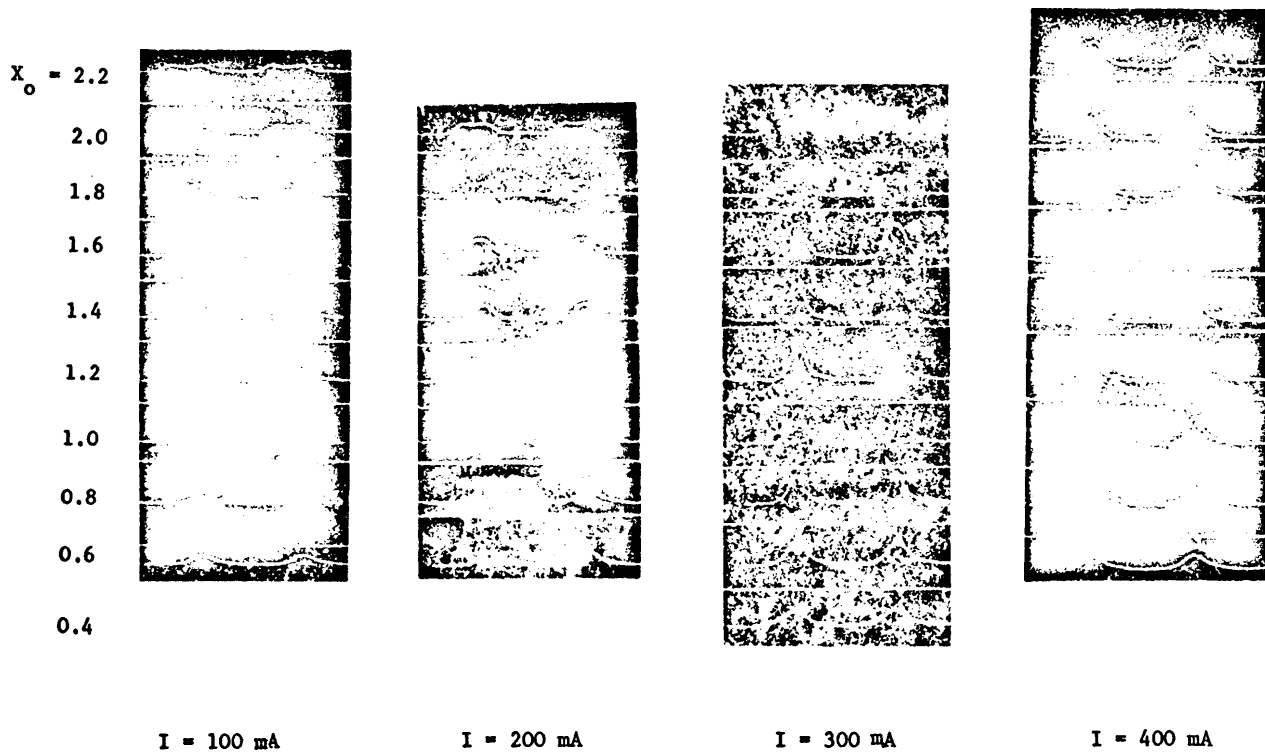 X_o = 2.2
2.0
1.8
1.6
1.4
1.2
1.0
0.8
0.6
0.4
I = 100 mA
I = 200 mA
I = 300 mA
I = 400 mA